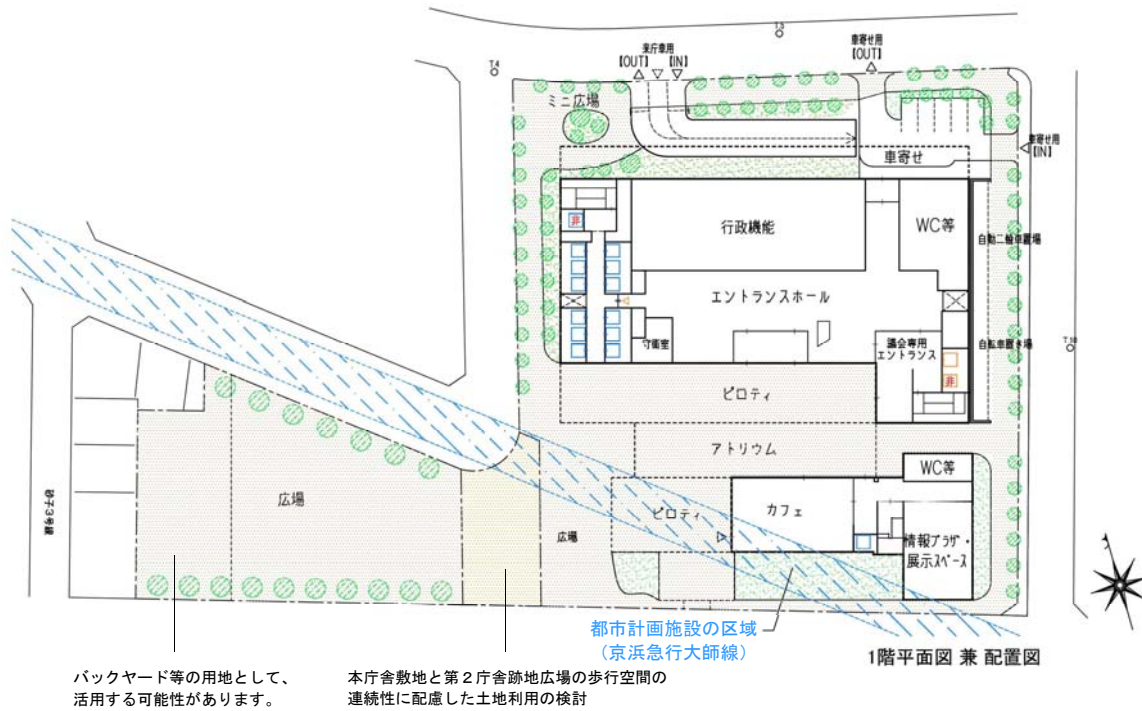 T.3
来庁車用
【OUT】 【IN】
車寄せ用
【OUT】
T.4
ミニ広場
車寄せ用
【IN】
車寄せ
非
行政機能
WC等
自動二輪車置場
エントランスホール
守衛室
議会専用
エントランス
自転車置き場
T.10
非
ピロティ
アトリウム
WC等
砂子3号線
広場
ピロティ
カフェ
広場
情報プラザ・
展示スペース
都市計画施設の区域
(京浜急行大師線)
1階平面図 兼 配置図
バックヤード等の用地として、
活用する可能性があります。
本庁舎敷地と第2庁舎跡地広場の歩行空間の
連続性に配慮した土地利用の検討